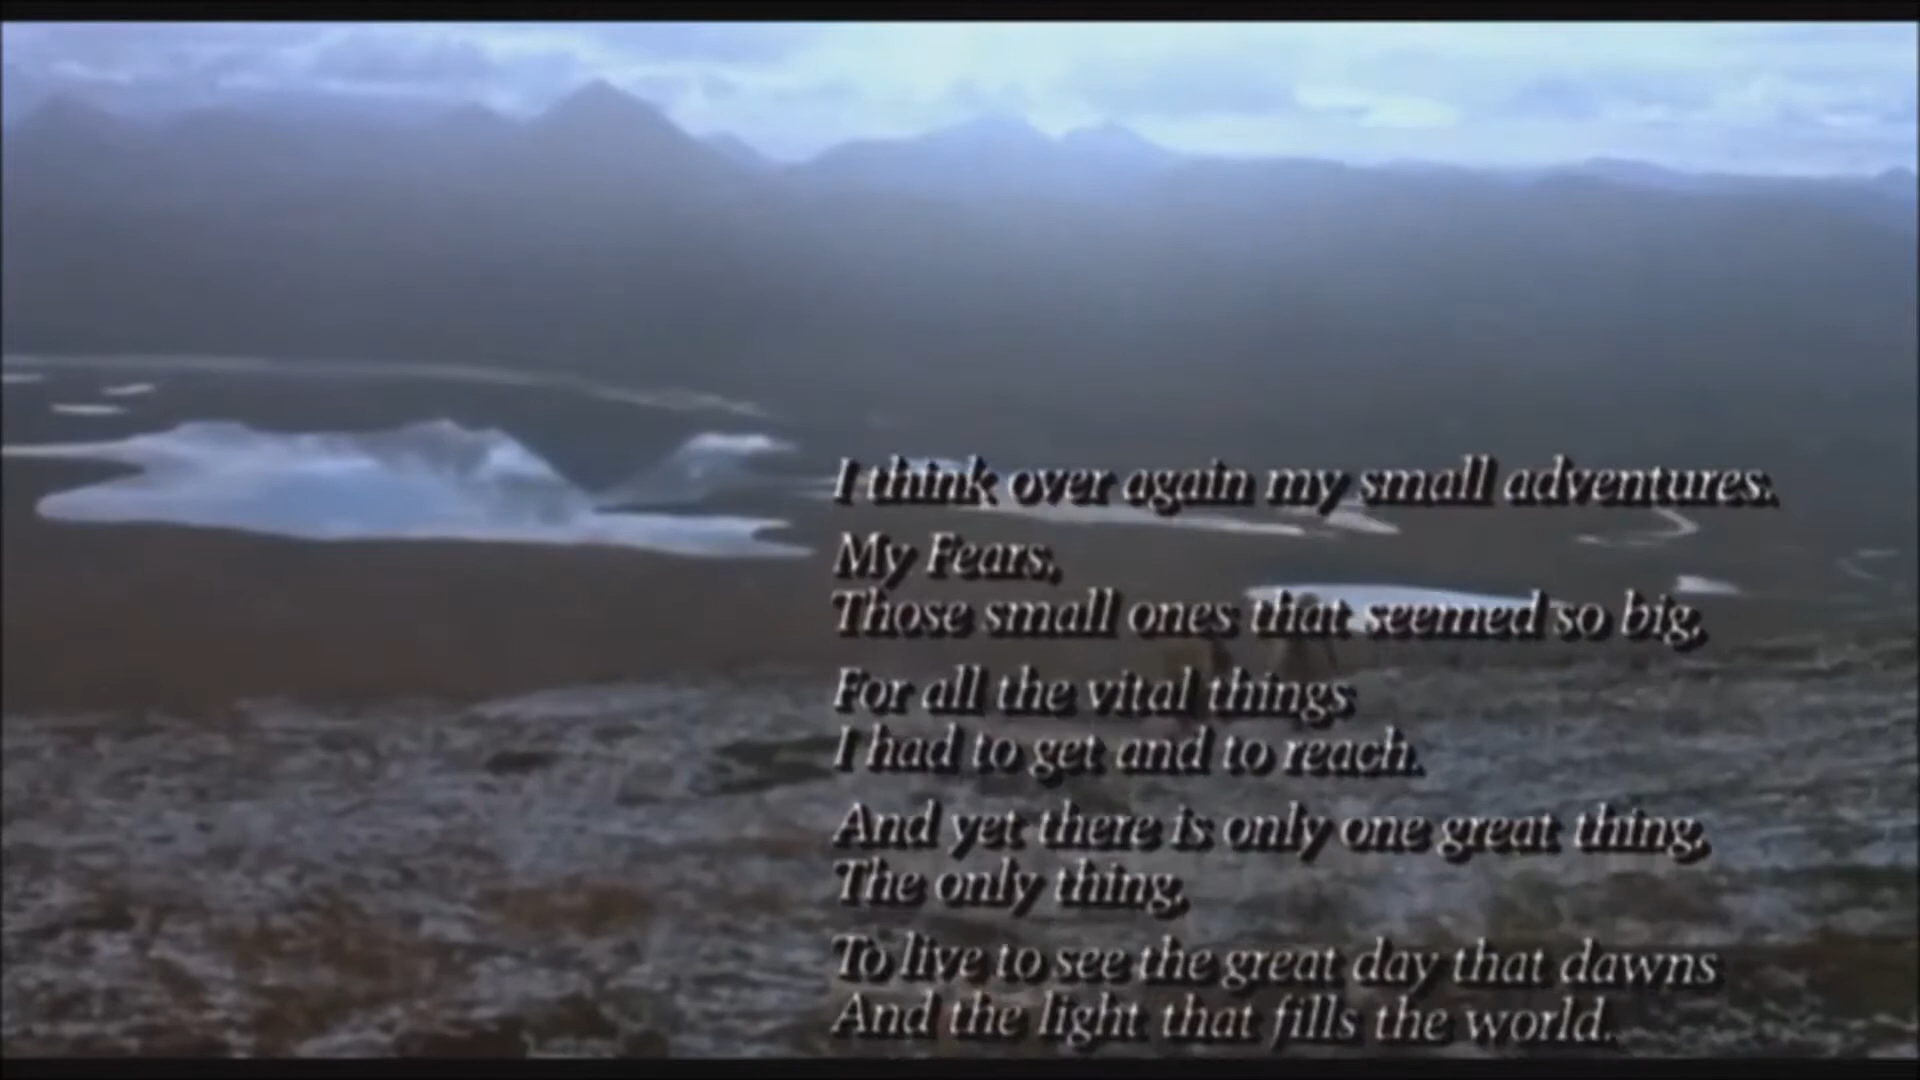 I think over again my small adventures.
My Fears,
Those small ones that seemed so big,
For all the vital things
I had to get and to reach.
And yet there is only one great thing,
The only thing,
To live to see the great day that dawns
And the light that fills the world.